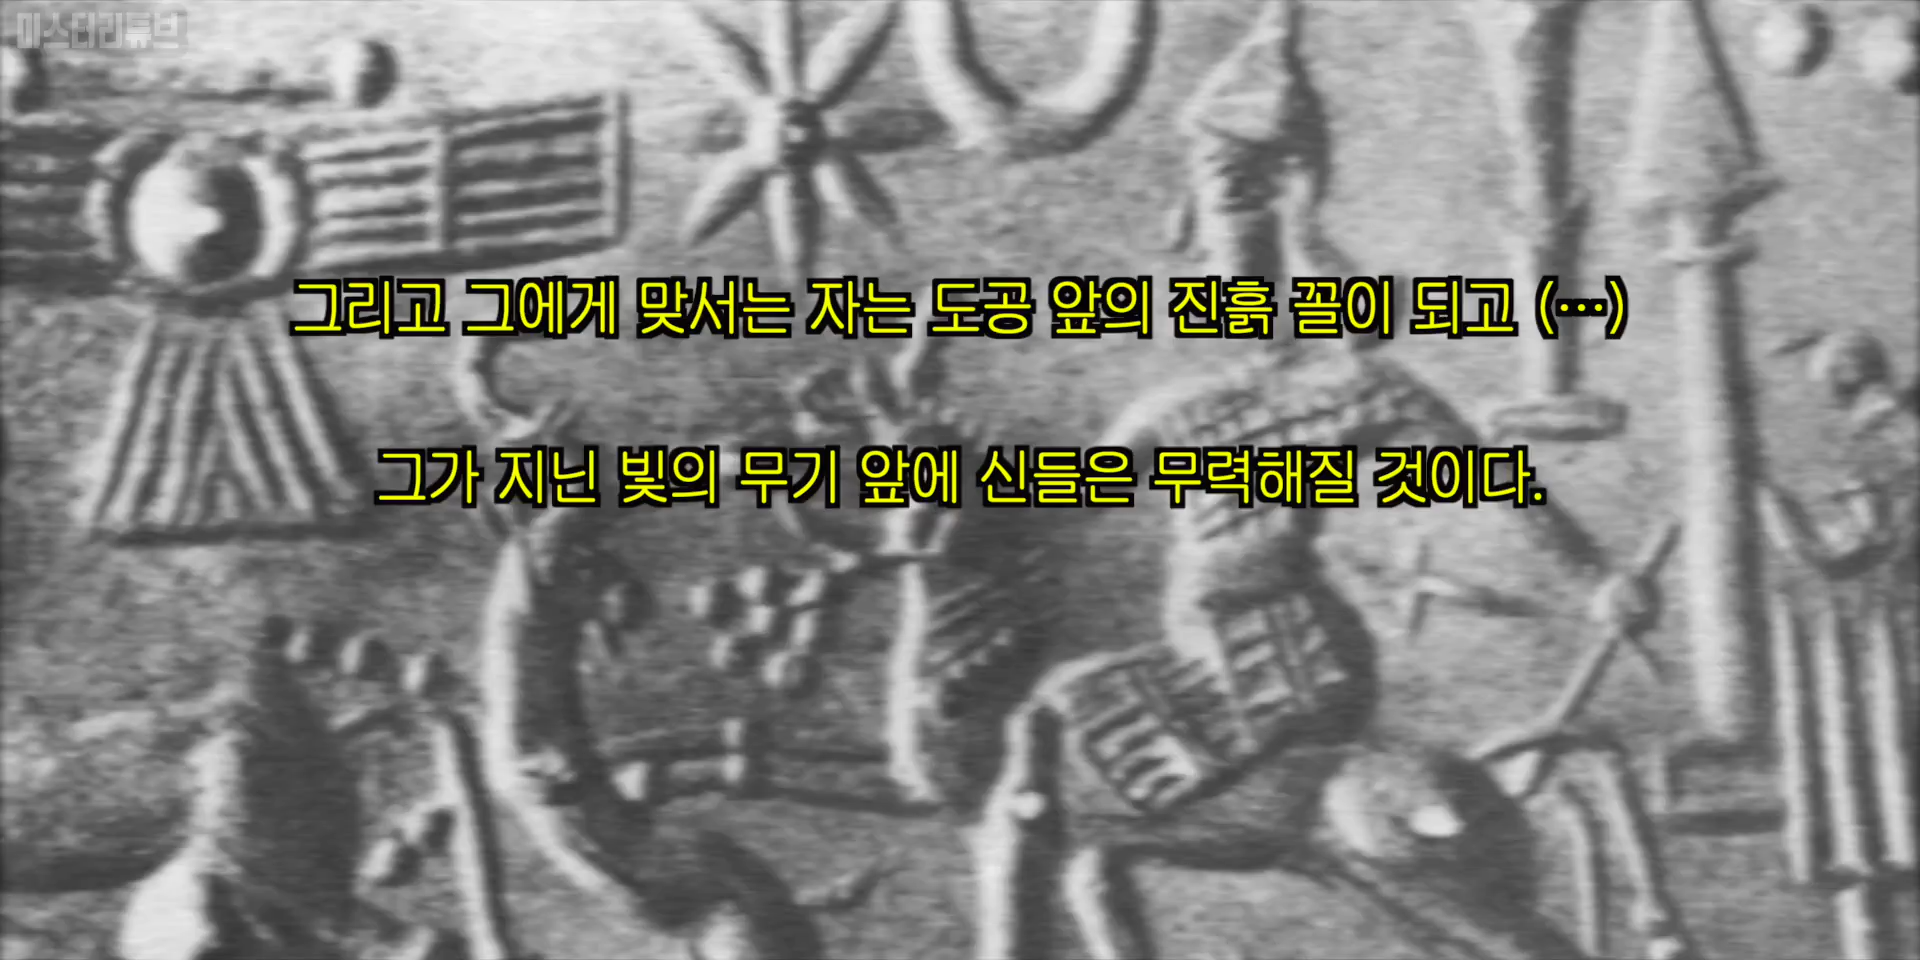 미스터리튜브
그리고 그에게 맞서는 자는 도공 앞의 진흙 꼴이 되고 (…)
그가 지닌 빛의 무기 앞에 신들은 무력해질 것이다.